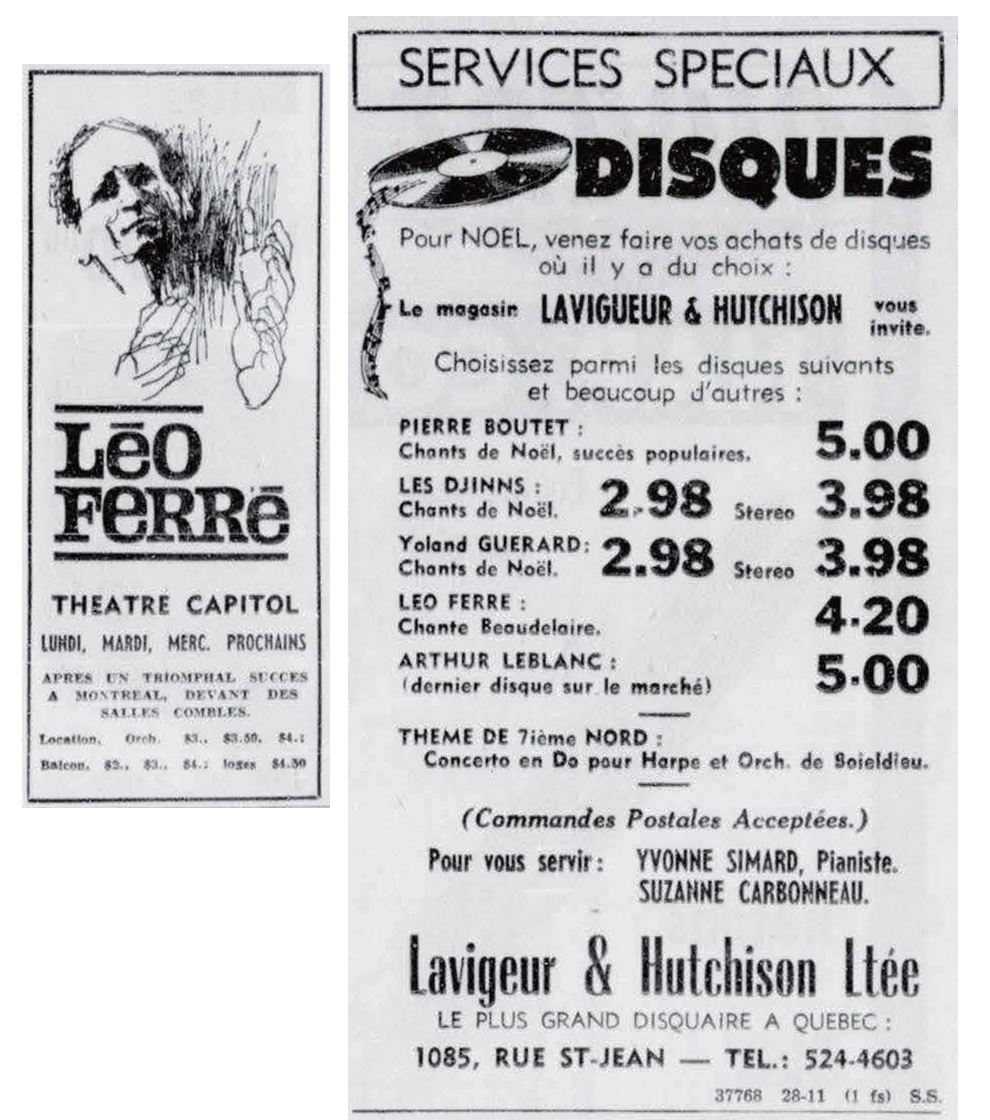 LēO
FeRRē
THEATRE CAPITOL
LUNDI, MARDI, MERC. PROCHAINS
APRES UN TRIOMPHAL SUCCES
A MONTREAL, DEVANT DES
SALLES COMBLES.
Location, Orch. $3., $3.50, $4.;
Balcon, $2., $3., $4.; loges $4.50
SERVICES SPECIAUX
DISQUES
Pour NOEL, venez faire vos achats de disques
où il y a du choix :
Le magasin LAVIGUEUR & HUTCHISON vous
invite.
Choisissez parmi les disques suivants
et beaucoup d'autres :
PIERRE BOUTET :
Chants de Noël, succès populaires. 5.00
LES DJINNS :
Chants de Noël. 2.98 Stereo 3.98
Yoland GUERARD:
Chants de Noël. 2.98 Stereo 3.98
LEO FERRE :
Chante Beaudelaire. 4.20
ARTHUR LEBLANC :
(dernier disque sur le marché) 5.00
THEME DE 7ième NORD :
Concerto en Do pour Harpe et Orch. de Boieldieu.
(Commandes Postales Acceptées.)
Pour vous servir : YVONNE SIMARD, Pianiste.
SUZANNE CARBONNEAU.
Lavigeur & Hutchison Ltée
LE PLUS GRAND DISQUAIRE A QUEBEC :
1085, RUE ST-JEAN — TEL.: 524-4603
37768 28-11 (1 fs) S.S.